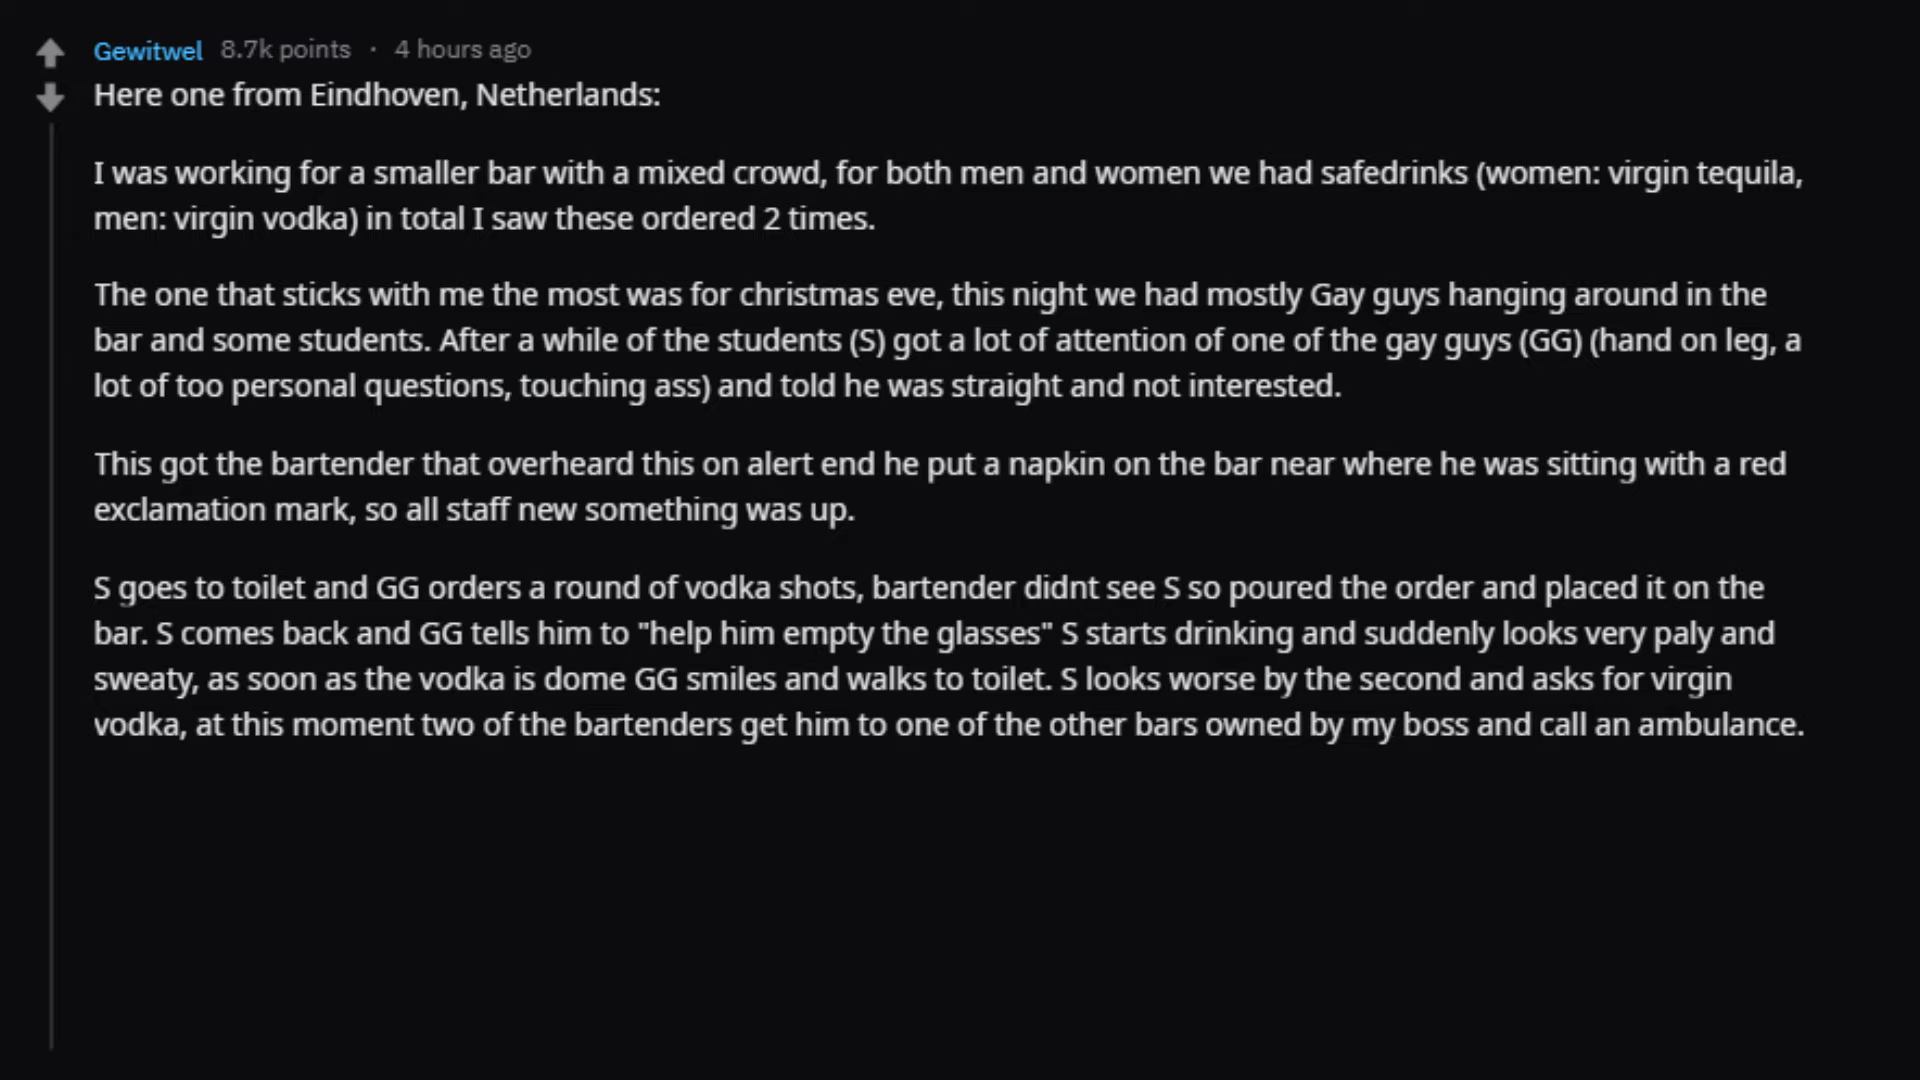 Gewitwel 8.7k points · 4 hours ago
Here one from Eindhoven, Netherlands:
I was working for a smaller bar with a mixed crowd, for both men and women we had safedrinks (women: virgin tequila,
men: virgin vodka) in total I saw these ordered 2 times.
The one that sticks with me the most was for christmas eve, this night we had mostly Gay guys hanging around in the
bar and some students. After a while of the students (S) got a lot of attention of one of the gay guys (GG) (hand on leg, a
lot of too personal questions, touching ass) and told he was straight and not interested.
This got the bartender that overheard this on alert end he put a napkin on the bar near where he was sitting with a red
exclamation mark, so all staff new something was up.
S goes to toilet and GG orders a round of vodka shots, bartender didnt see S so poured the order and placed it on the
bar. S comes back and GG tells him to "help him empty the glasses" S starts drinking and suddenly looks very paly and
sweaty, as soon as the vodka is dome GG smiles and walks to toilet. S looks worse by the second and asks for virgin
vodka, at this moment two of the bartenders get him to one of the other bars owned by my boss and call an ambulance.